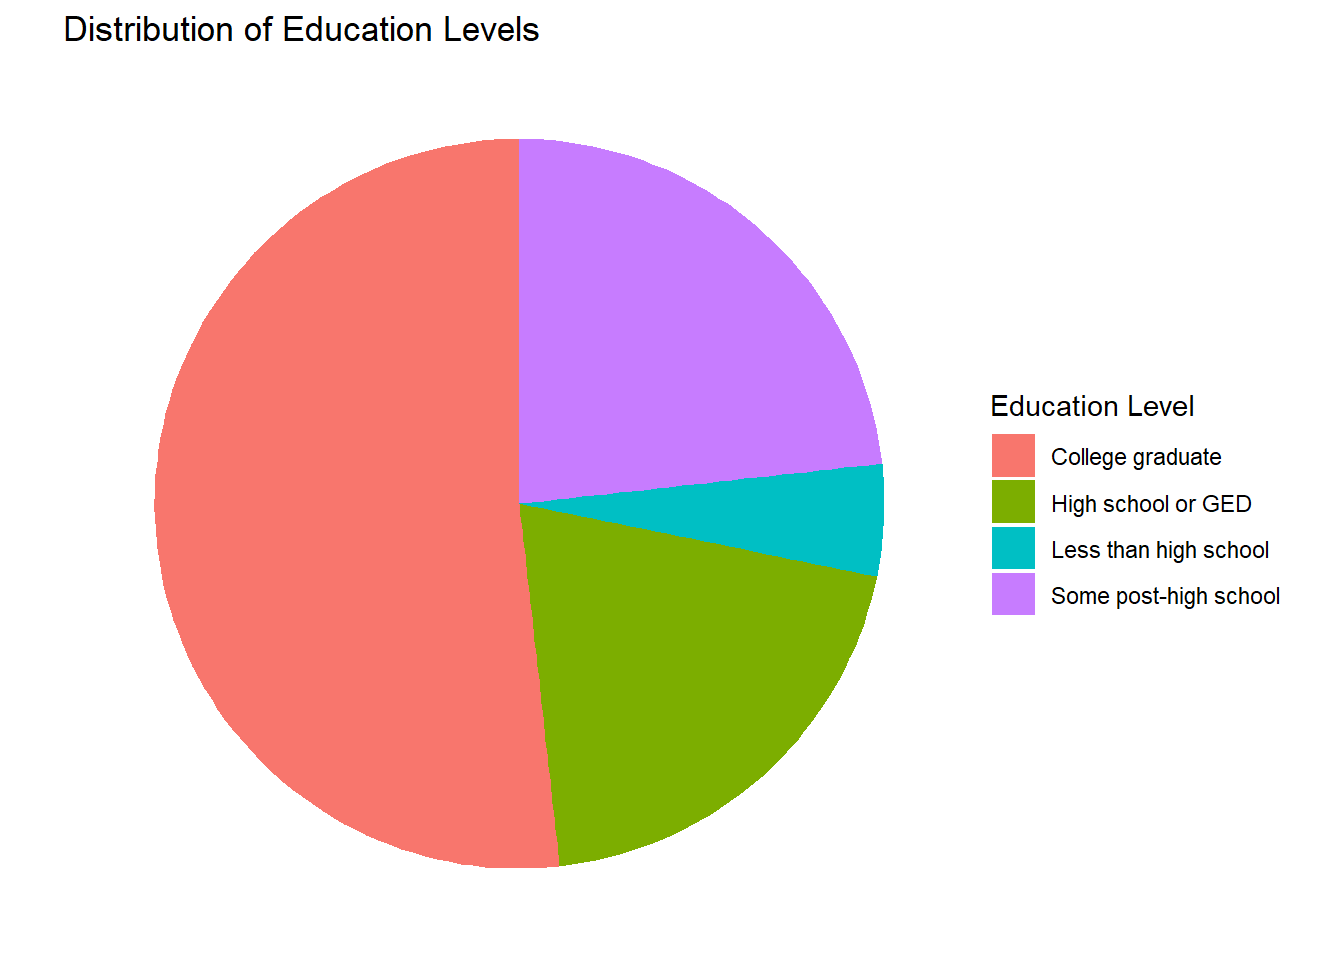 Distribution of Education Levels
Education Level
College graduate
High school or GED
Less than high school
Some post-high school